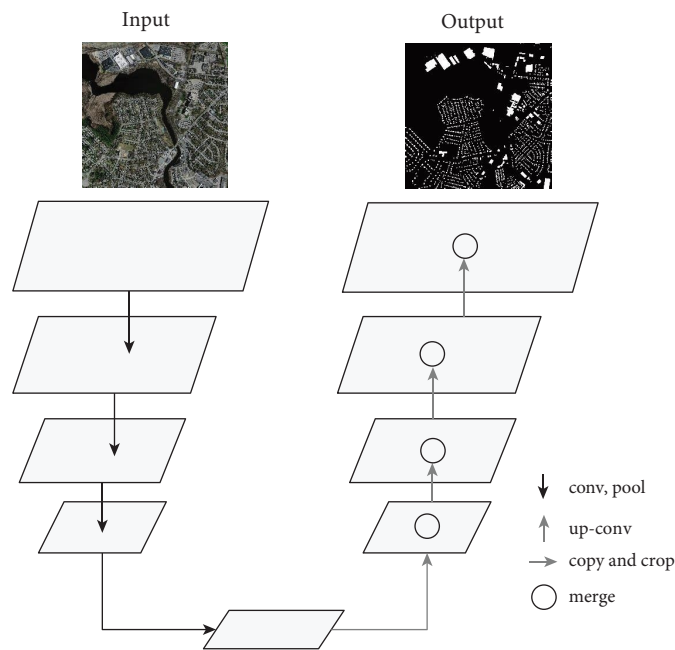 Input
Output
conv, pool
up-conv
copy and crop
merge